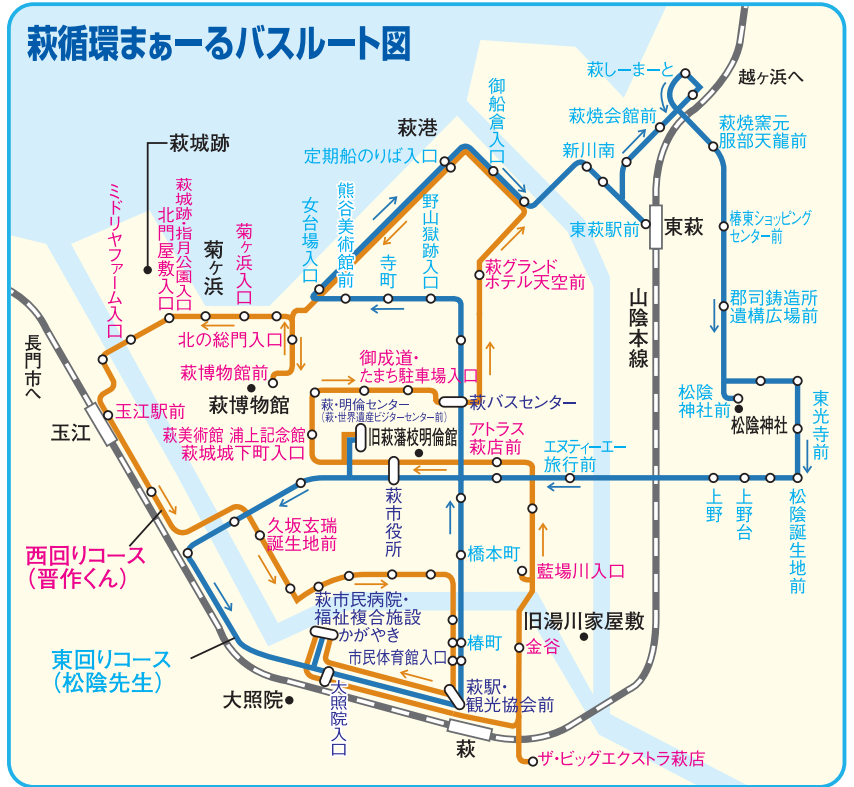 萩循環まぁーるバスルート図
萩しーまーと
越ヶ浜へ
御船倉入口
萩焼会館前
萩焼窯元
服部天龍前
萩港
新川南
萩城跡
定期船のりば入口
ミドリヤファーム入口
萩城跡・指月公園入口
北門屋敷入口
菊ヶ浜
菊ヶ浜入口
女台場入口
熊谷美術館前
寺町
野山獄跡入口
東萩駅前
東萩
椿東ショッピング
センター前
萩グランド
ホテル天空前
山陰本線
郡司鋳造所
遺構広場前
長門市へ
北の総門入口
萩博物館前
萩博物館
御成道・
たまち駐車場入口
萩・明倫センター
(萩・世界遺産ビジターセンター前)
萩バスセンター
松陰
神社前
松陰神社
東光寺前
玉江
玉江駅前
萩美術館 浦上記念館
萩城城下町入口
旧萩藩校明倫館
アトラス
萩店前
エヌティーエー
旅行前
萩市役所
上野
上野台
松陰誕生地前
久坂玄瑞
誕生地前
西回りコース
(晋作くん)
橋本町
藍場川入口
萩市民病院・
福祉複合施設
かがやき
旧湯川家屋敷
東回りコース
(松陰先生)
市民体育館入口
椿町
金谷
大照院
大照院入口
萩駅・
観光協会前
萩
ザ・ビッグエクストラ萩店